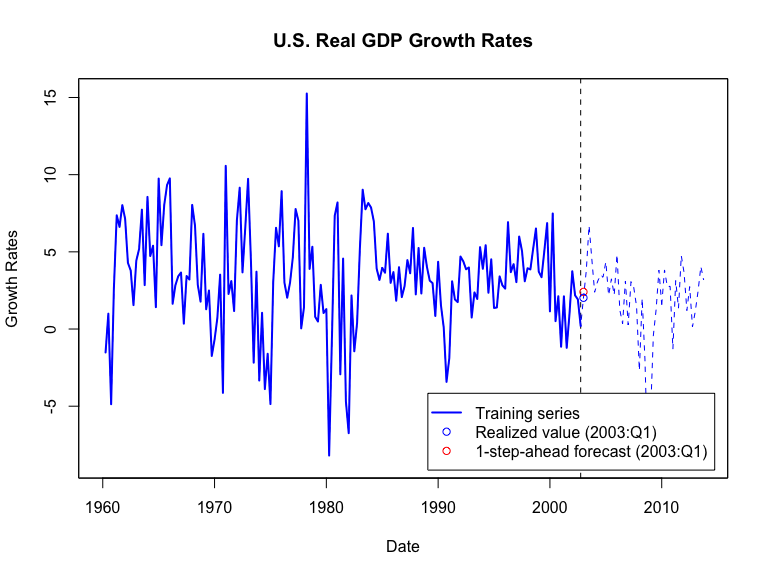 U.S. Real GDP Growth Rates
Growth Rates
15
10
5
0
-5
Training series
Realized value (2003:Q1)
1-step-ahead forecast (2003:Q1)
1960 1970 1980 1990 2000 2010
Date